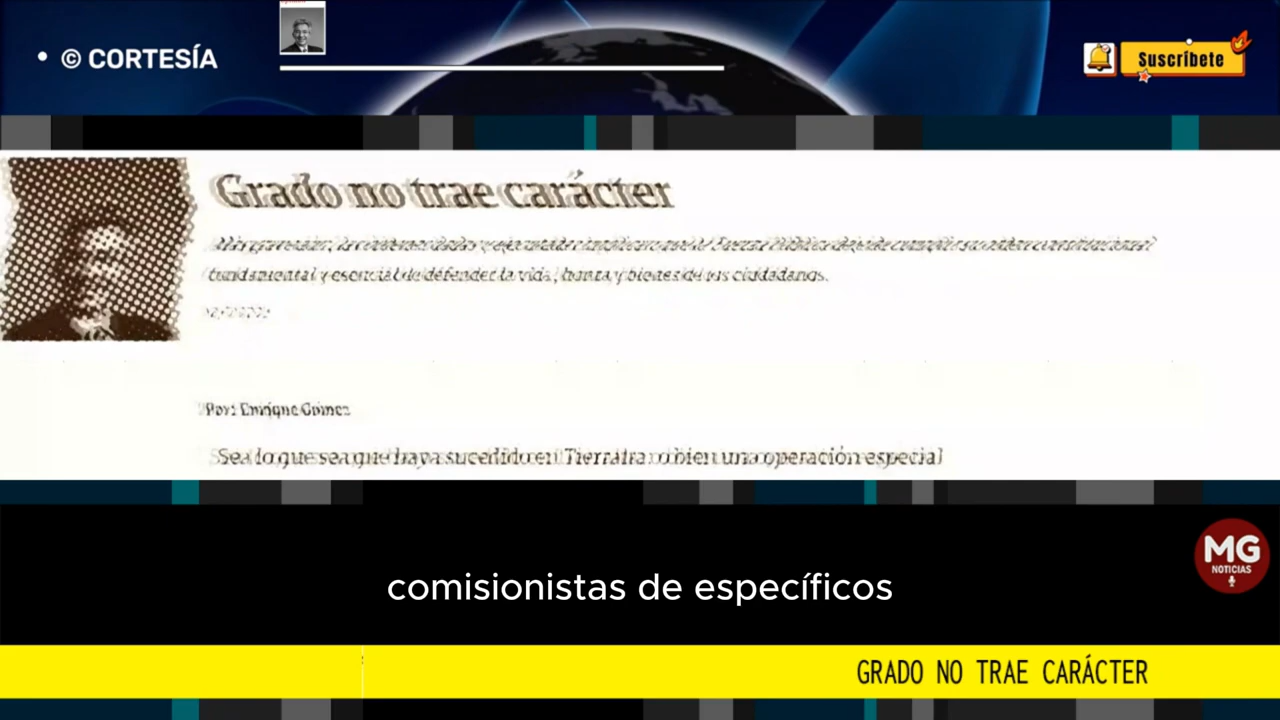 • © CORTESÍA
Suscríbete
Grado no trae carácter
fundamental y esencial de defender la vida, honra y bienes de sus ciudadanos.
Por: Enrique Gómez
Sea lo que sea que haya sucedido en Tierralta: o bien una operación especial
comisionistas de específicos
MG
NOTICIAS
GRADO NO TRAE CARÁCTER